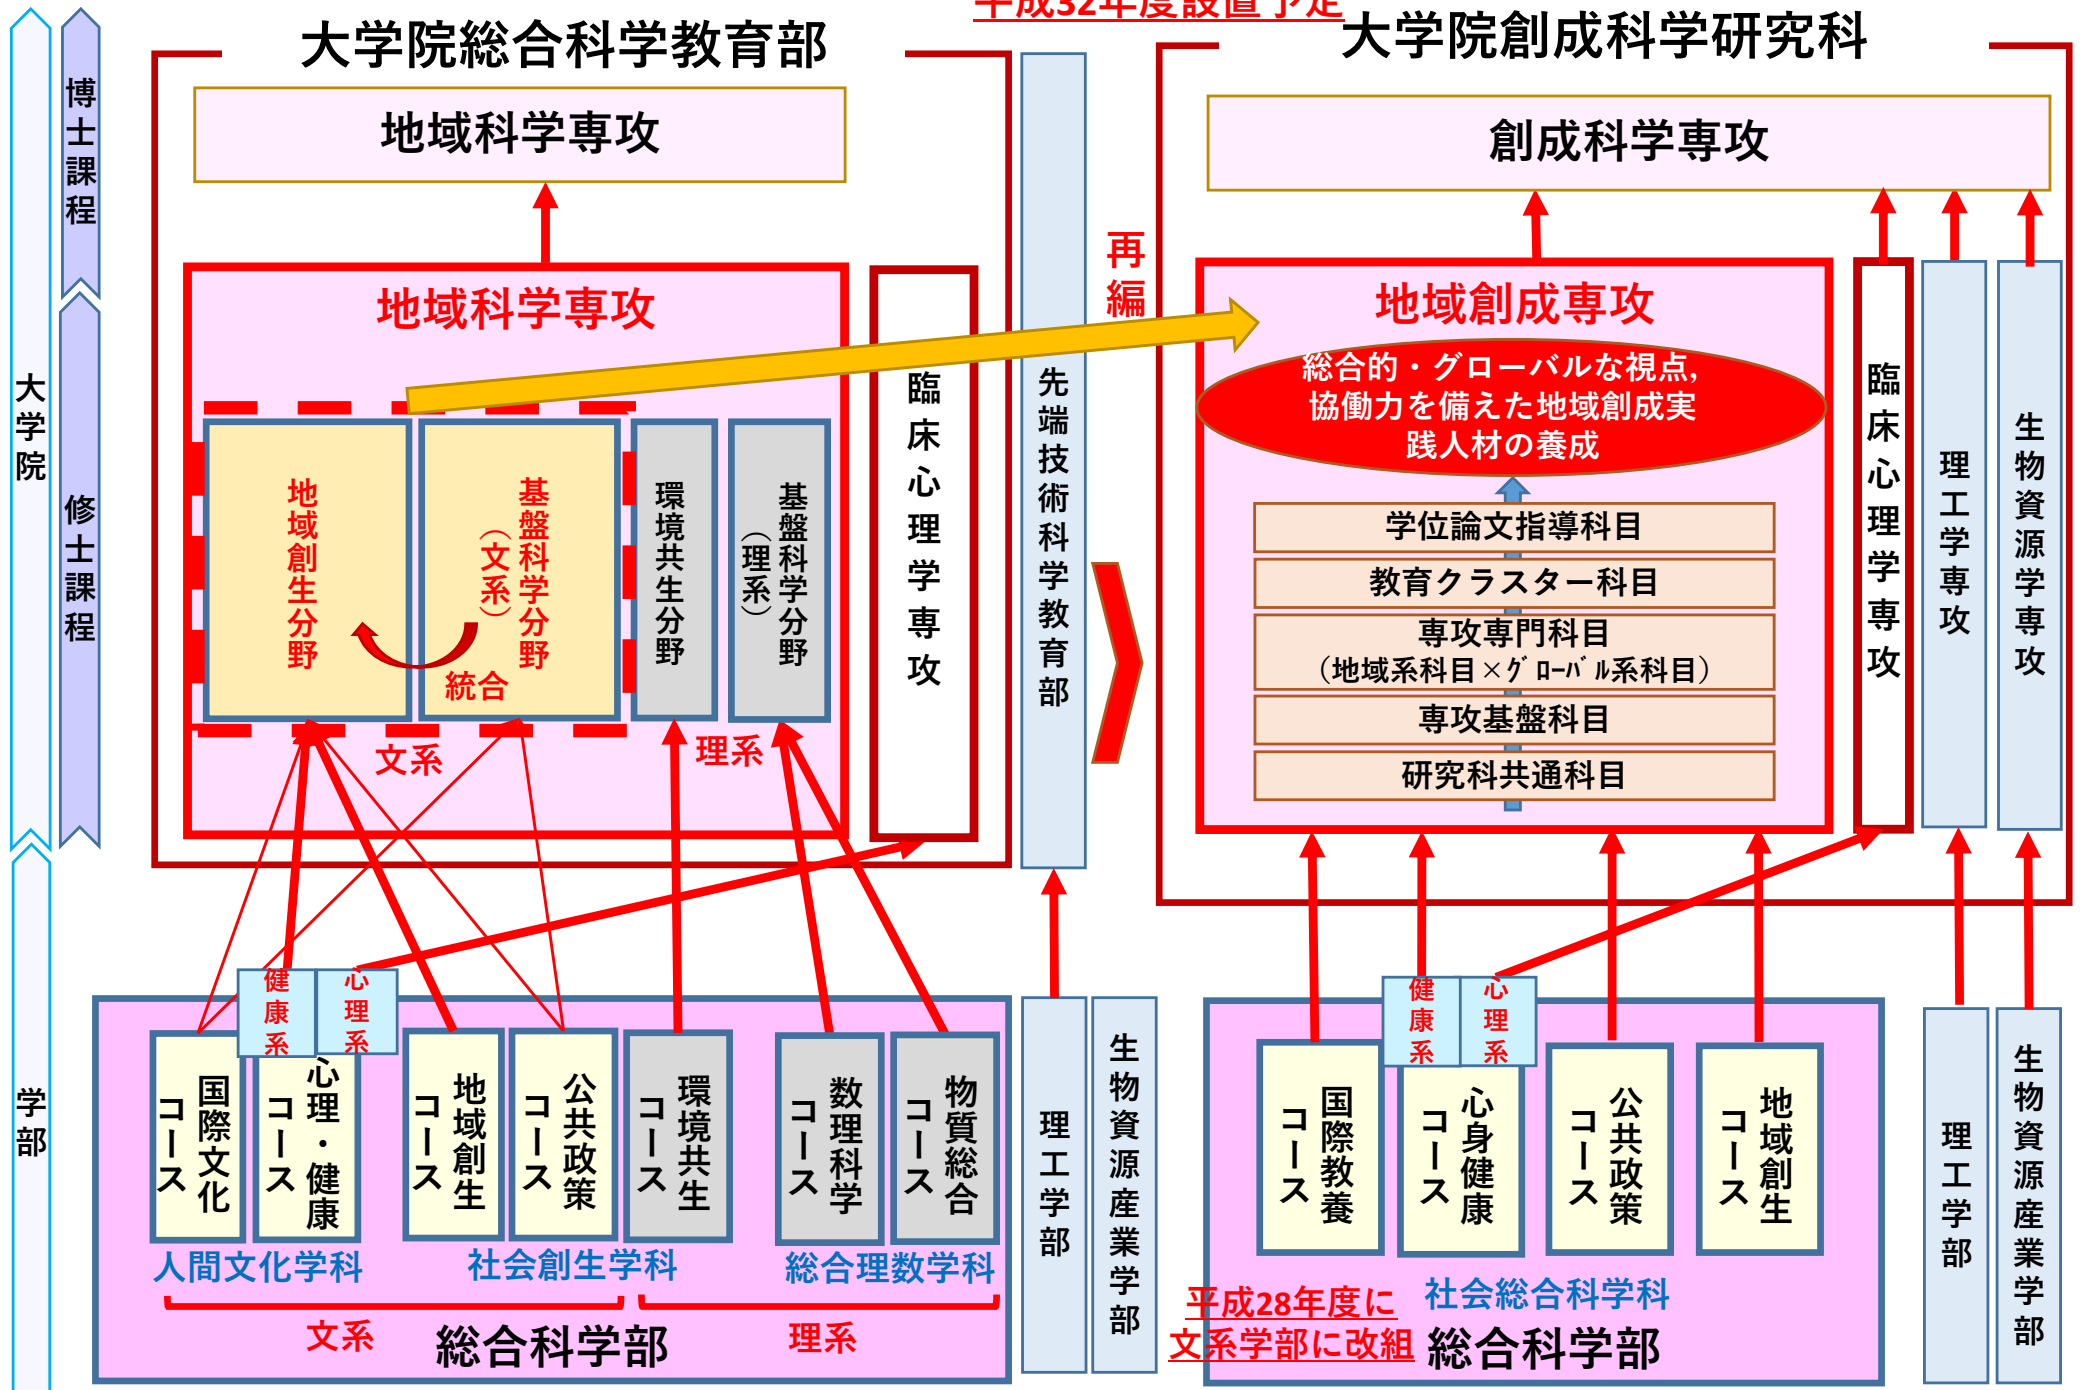 平成32年度設置予定
大学院総合科学教育部
大学院創成科学研究科
博士課程
修士課程
大学院
学部
地域科学専攻
地域科学専攻
地域創生分野
基盤科学分野
（文系）
統合
環境共生分野
基盤科学分野
（理系）
文系
理系
臨床心理学専攻
先端技術科学教育部
再編
創成科学専攻
地域創成専攻
総合的・グローバルな視点,
協働力を備えた地域創成実
践人材の養成
学位論文指導科目
教育クラスター科目
専攻専門科目
（地域系科目×ｸﾞﾛｰﾊﾞﾙ系科目）
専攻基盤科目
研究科共通科目
臨床心理学専攻
理工学専攻
生物資源学専攻
健康系
心理系
国際文化
コース
心理・健康
コース
地域創生
コース
公共政策
コース
環境共生
コース
数理科学
コース
物質総合
コース
人間文化学科
社会創生学科
総合理数学科
文系
総合科学部
理系
理工学部
生物資源産業学部
健康系
心理系
国際教養
コース
心身健康
コース
公共政策
コース
地域創生
コース
社会総合科学科
平成28年度に
文系学部に改組
総合科学部
理工学部
生物資源産業学部